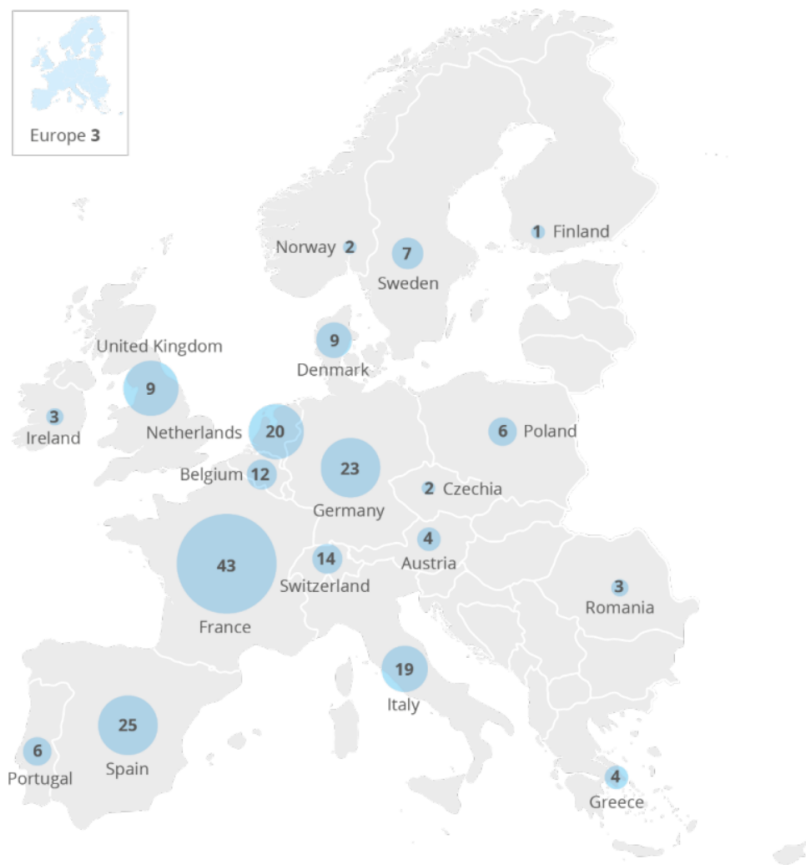 Europe 3
1 Finland
Norway 2
7
Sweden
9
Denmark
United Kingdom
9
3
Ireland
Netherlands 20
6 Poland
Belgium 12
23
Germany
2 Czechia
4
Austria
43
France
14
Switzerland
3
Romania
19
Italy
25
Spain
6
Portugal
4
Greece